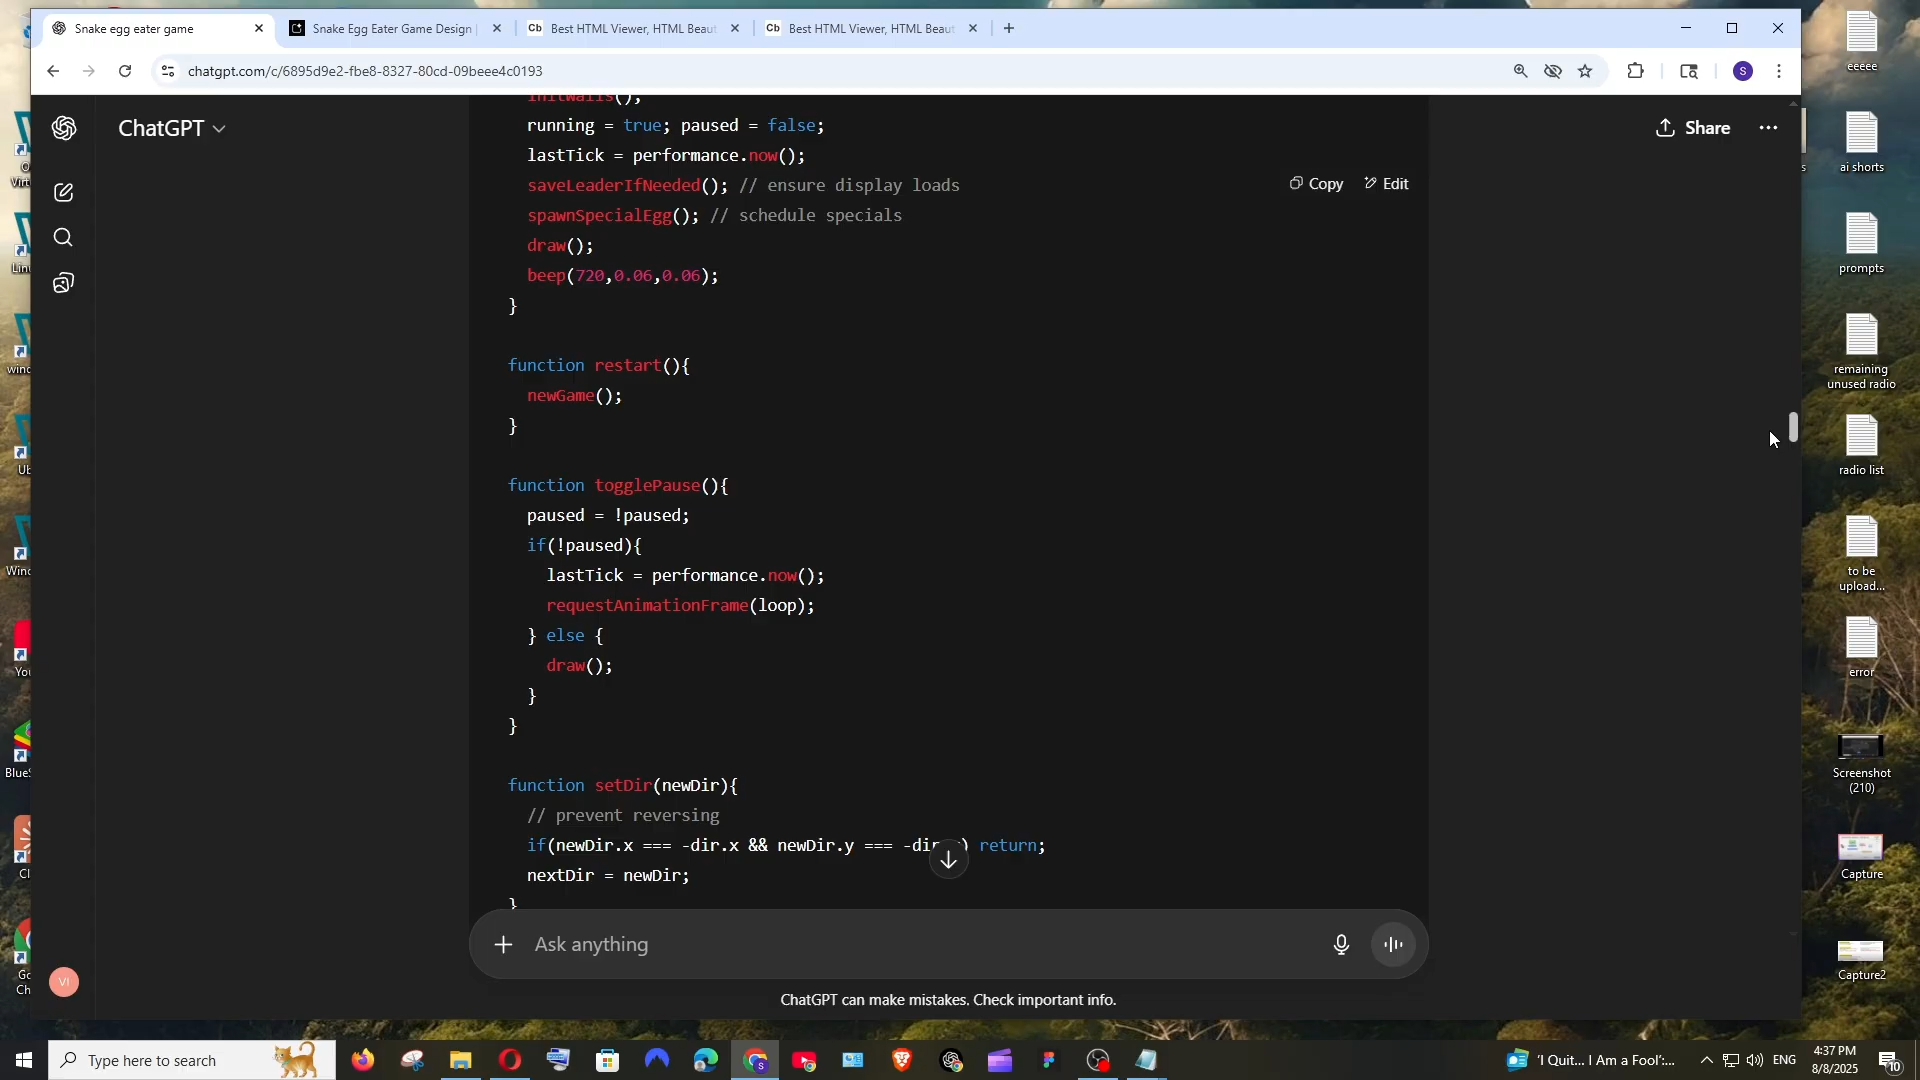 Snake egg eater game
Snake Egg Eater Game Design
Best HTML Viewer, HTML Beaut
Best HTML Viewer, HTML Beaut
chatgpt.com/c/6895d9e2-fbe8-8327-80cd-09beee4c0193
S
ChatGPT
Share
Copy
Edit
initWalls();
running = true; paused = false;
lastTick = performance.now();
saveLeaderIfNeeded(); // ensure display loads
spawnSpecialEgg(); // schedule specials
draw();
beep(720,0.06,0.06);
}
function restart(){
newGame();
}
function togglePause(){
paused = !paused;
if(!paused){
lastTick = performance.now();
requestAnimationFrame(loop);
} else {
draw();
}
}
function setDir(newDir){
// prevent reversing
if(newDir.x === -dir.x && newDir.y === -dir.y) return;
nextDir = newDir;
}
Ask anything
VI
ChatGPT can make mistakes. Check important info.
eeeee
ai shorts
prompts
remaining
unused radio
radio list
to be
upload...
error
Screenshot
(210)
Capture
Capture2
Type here to search
'I Quit... I Am a Fool':...
ENG
4:37 PM
8/8/2025
10